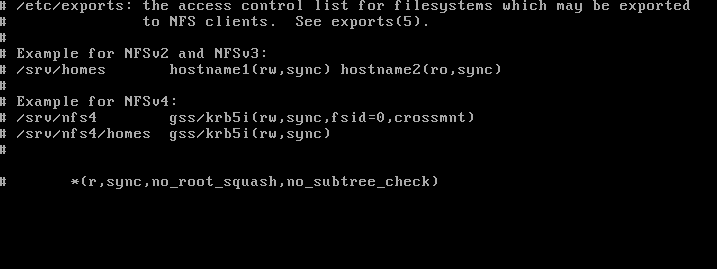 # /etc/exports: the access control list for filesystems which may be exported
#               to NFS clients.  See exports(5).
#
# Example for NFSv2 and NFSv3:
# /srv/homes       hostname1(rw,sync) hostname2(ro,sync)
#
# Example for NFSv4:
# /srv/nfs4        gss/krb5i(rw,sync,fsid=0,crossmnt)
# /srv/nfs4/homes  gss/krb5i(rw,sync)
#
#       *(r,sync,no_root_squash,no_subtree_check)